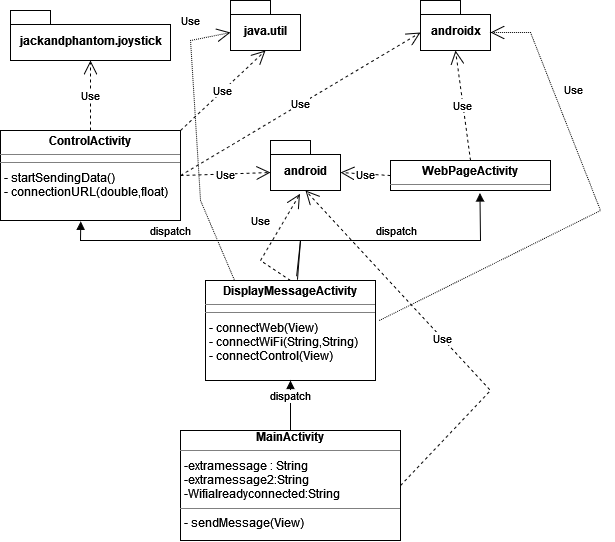 jackandphantom.joystick
java.util
androidx
Use
Use
Use
Use
Use
Use
ControlActivity
- startSendingData()
- connectionURL(double,float)
android
WebPageActivity
Use
Use
Use
dispatch
dispatch
DisplayMessageActivity
- connectWeb(View)
- connectWiFi(String,String)
- connectControl(View)
Use
dispatch
MainActivity
-extramessage : String
-extramessage2:String
-Wifialreadyconnected:String
- sendMessage(View)